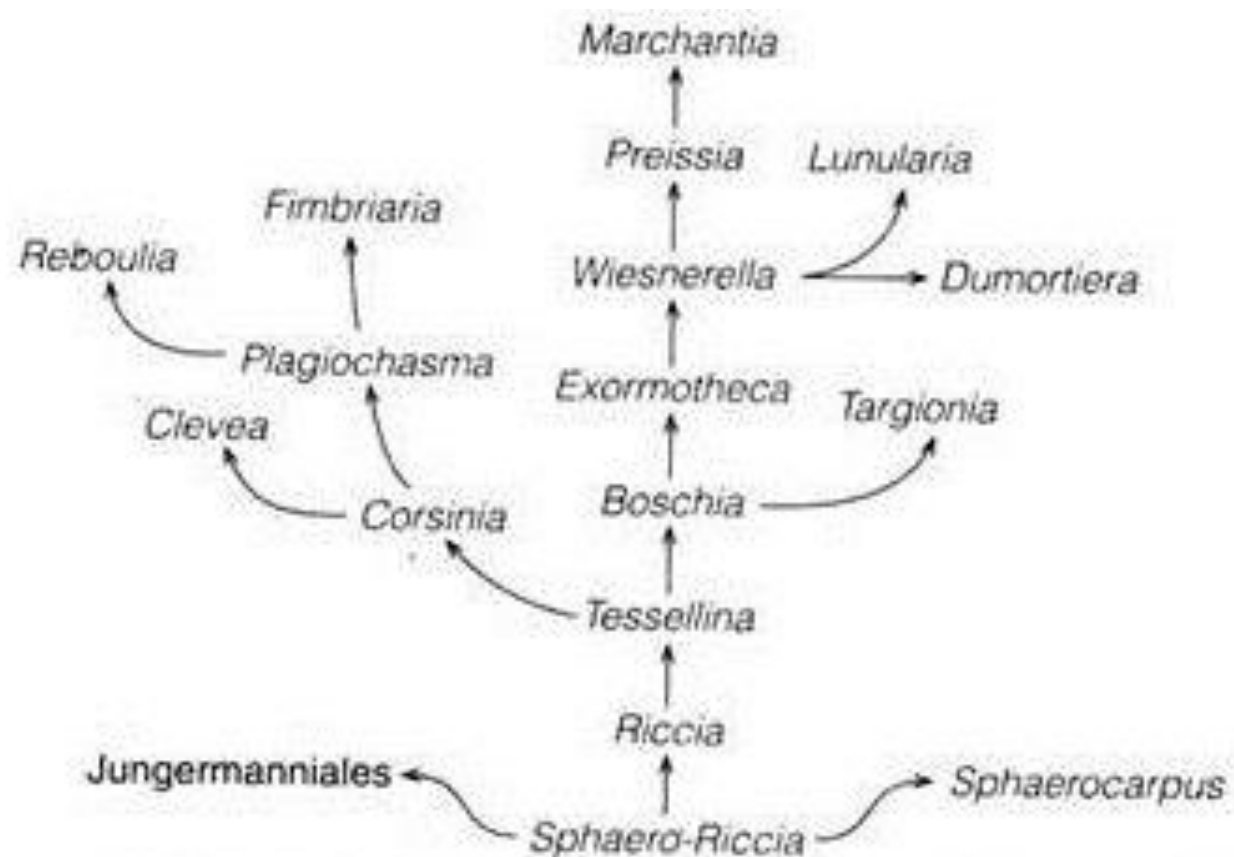 Marchantia
Preissia
Lunularia
Fimbriaria
Reboulia
Wiesnerella
Dumortiera
Plagiochasma
Exormotheca
Targionia
Clevea
Boschia
Corsinia
Tessellina
Riccia
Jungermanniales
Sphaerocarpus
Sphaero-Riccia